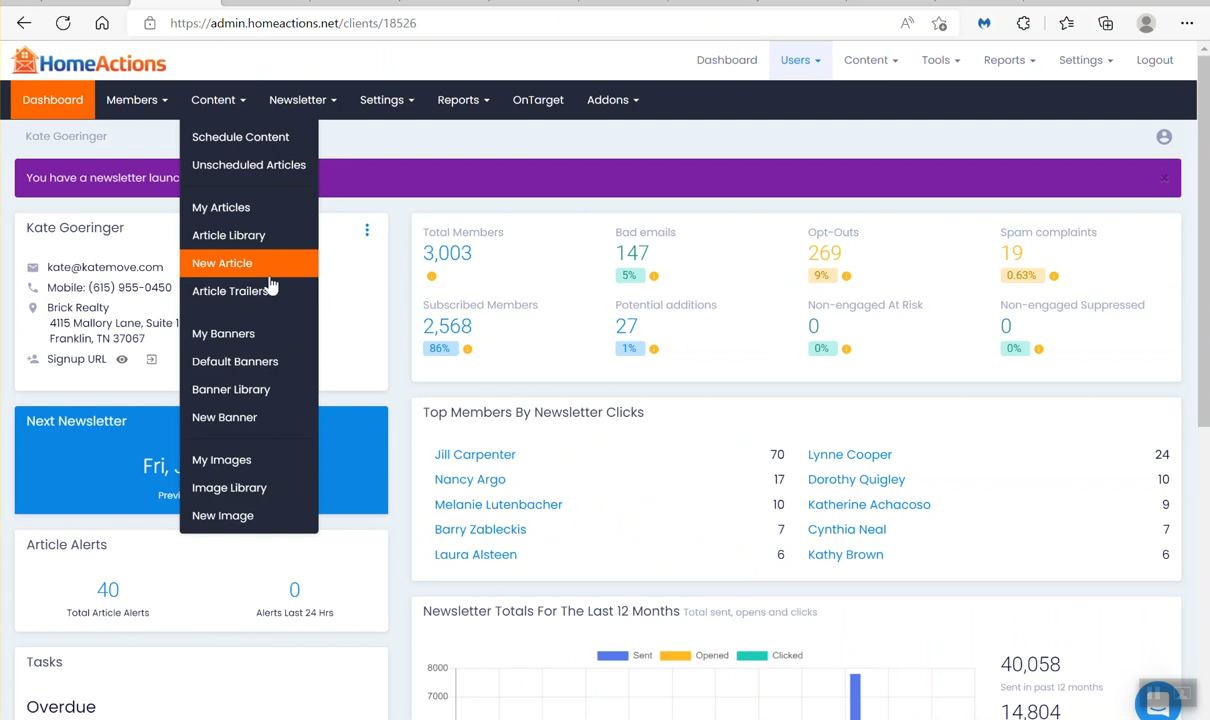 https://admin.homeactions.net/clients/18526
HomeActions
Dashboard Users Content Tools Reports Settings Logout
Dashboard Members Content Newsletter Settings Reports OnTarget Addons
Kate Goeringer
Schedule Content
Unscheduled Articles
My Articles
Article Library
New Article
Article Trailers
My Banners
Default Banners
Banner Library
New Banner
My Images
Image Library
New Image
You have a newsletter launc
×
Kate Goeringer
kate@katemove.com
Mobile: (615) 955-0450
Brick Realty
4115 Mallory Lane, Suite 1
Franklin, TN 37067
Signup URL
Total Members Bad emails Opt-Outs Spam complaints
3,003 147 269 19
5% 9% 0.63%
Subscribed Members Potential additions Non-engaged At Risk Non-engaged Suppressed
2,568 27 0 0
86% 1% 0% 0%
Next Newsletter
Fri, J
Previ
Top Members By Newsletter Clicks
Jill Carpenter 70 Lynne Cooper 24
Nancy Argo 17 Dorothy Quigley 10
Melanie Lutenbacher 10 Katherine Achacoso 9
Barry Zableckis 7 Cynthia Neal 7
Laura Alsteen 6 Kathy Brown 6
Article Alerts
40 0
Total Article Alerts Alerts Last 24 Hrs
Tasks
Overdue
Newsletter Totals For The Last 12 Months Total sent, opens and clicks
Sent Opened Clicked
8000
7000
40,058
Sent in past 12 months
14,804